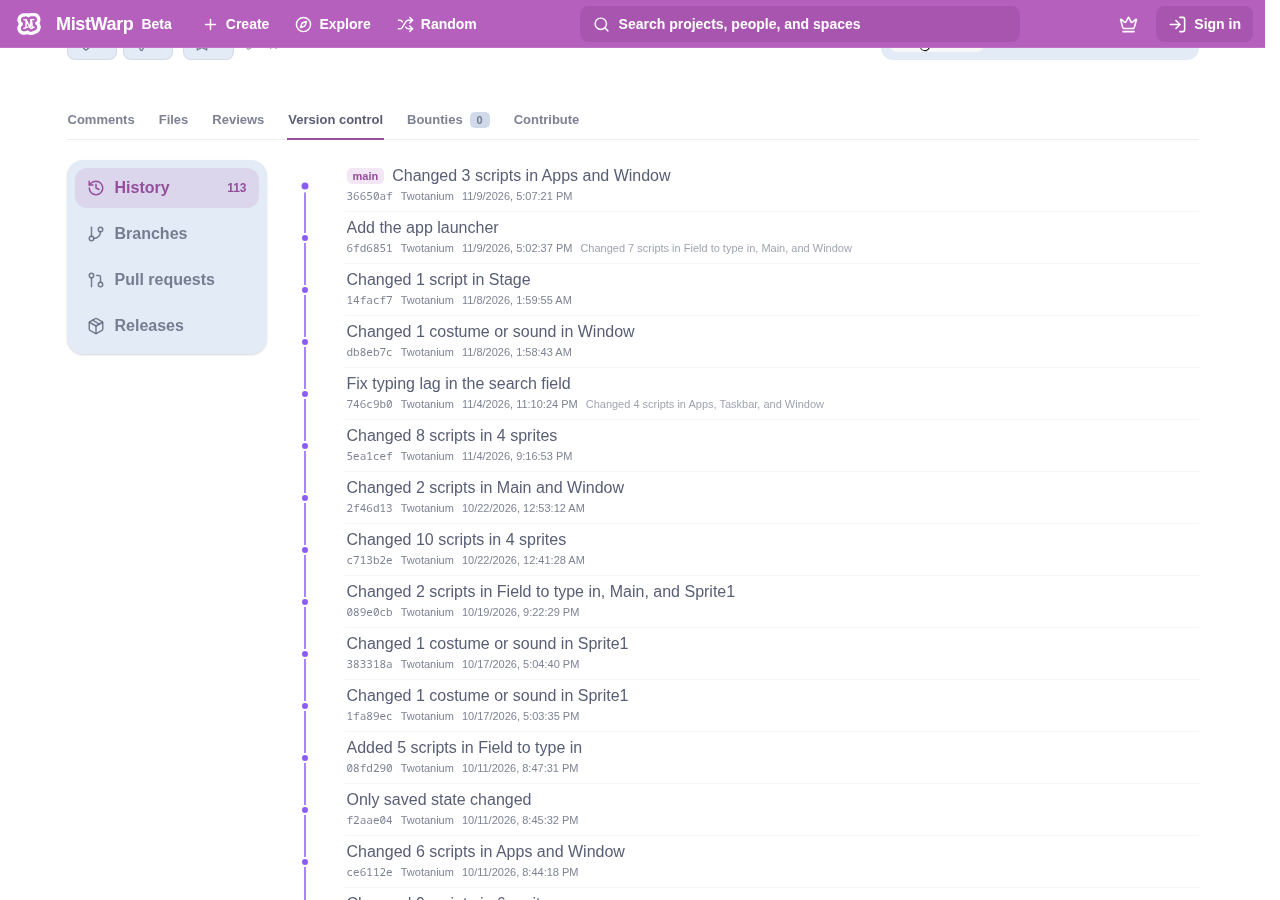 MistWarp Beta
Create
Explore
Random
Search projects, people, and spaces
Sign in
Comments
Files
Reviews
Version control
Bounties 0
Contribute
History 113
Branches
Pull requests
Releases
main Changed 3 scripts in Apps and Window
36650af Twotanium 11/9/2026, 5:07:21 PM
Add the app launcher
6fd6851 Twotanium 11/9/2026, 5:02:37 PM Changed 7 scripts in Field to type in, Main, and Window
Changed 1 script in Stage
14facf7 Twotanium 11/8/2026, 1:59:55 AM
Changed 1 costume or sound in Window
db8eb7c Twotanium 11/8/2026, 1:58:43 AM
Fix typing lag in the search field
746c9b0 Twotanium 11/4/2026, 11:10:24 PM Changed 4 scripts in Apps, Taskbar, and Window
Changed 8 scripts in 4 sprites
5ea1cef Twotanium 11/4/2026, 9:16:53 PM
Changed 2 scripts in Main and Window
2f46d13 Twotanium 10/22/2026, 12:53:12 AM
Changed 10 scripts in 4 sprites
c713b2e Twotanium 10/22/2026, 12:41:28 AM
Changed 2 scripts in Field to type in, Main, and Sprite1
089e0cb Twotanium 10/19/2026, 9:22:29 PM
Changed 1 costume or sound in Sprite1
383318a Twotanium 10/17/2026, 5:04:40 PM
Changed 1 costume or sound in Sprite1
1fa89ec Twotanium 10/17/2026, 5:03:35 PM
Added 5 scripts in Field to type in
08fd290 Twotanium 10/11/2026, 8:47:31 PM
Only saved state changed
f2aae04 Twotanium 10/11/2026, 8:45:32 PM
Changed 6 scripts in Apps and Window
ce6112e Twotanium 10/11/2026, 8:44:18 PM